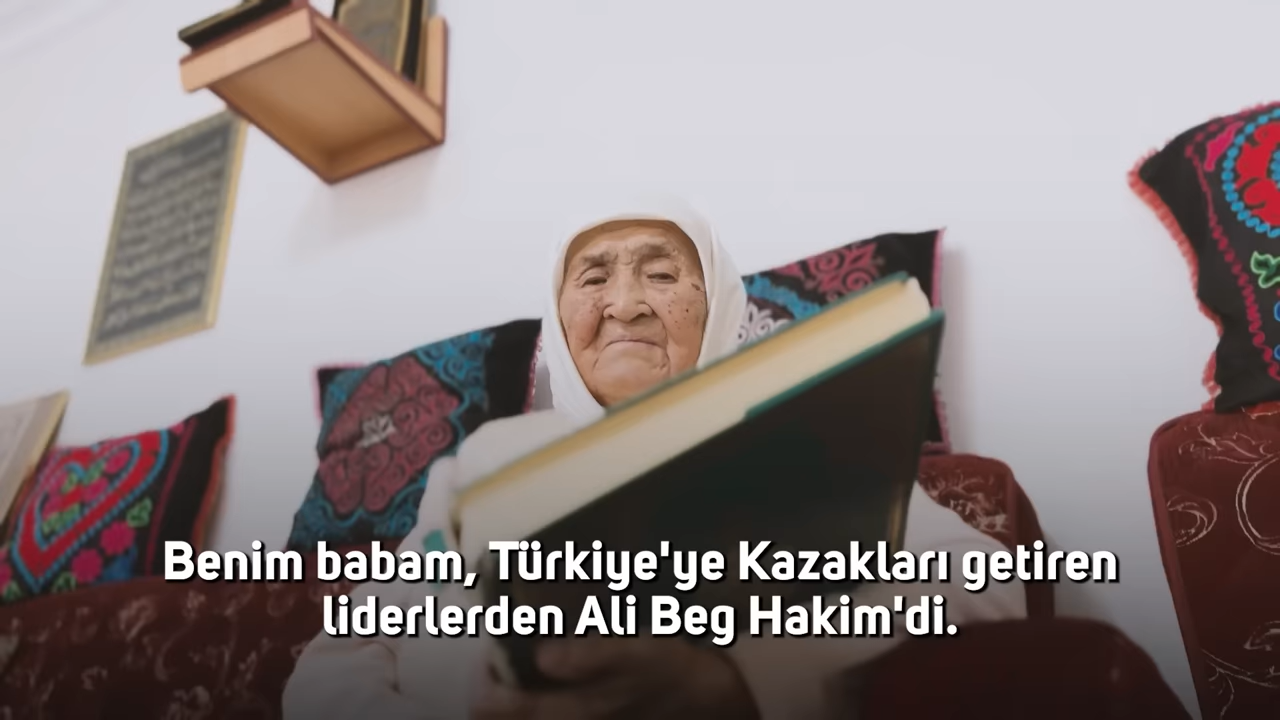 Benim babam, Türkiye'ye Kazakları getiren
liderlerden Ali Beg Hakim'di.